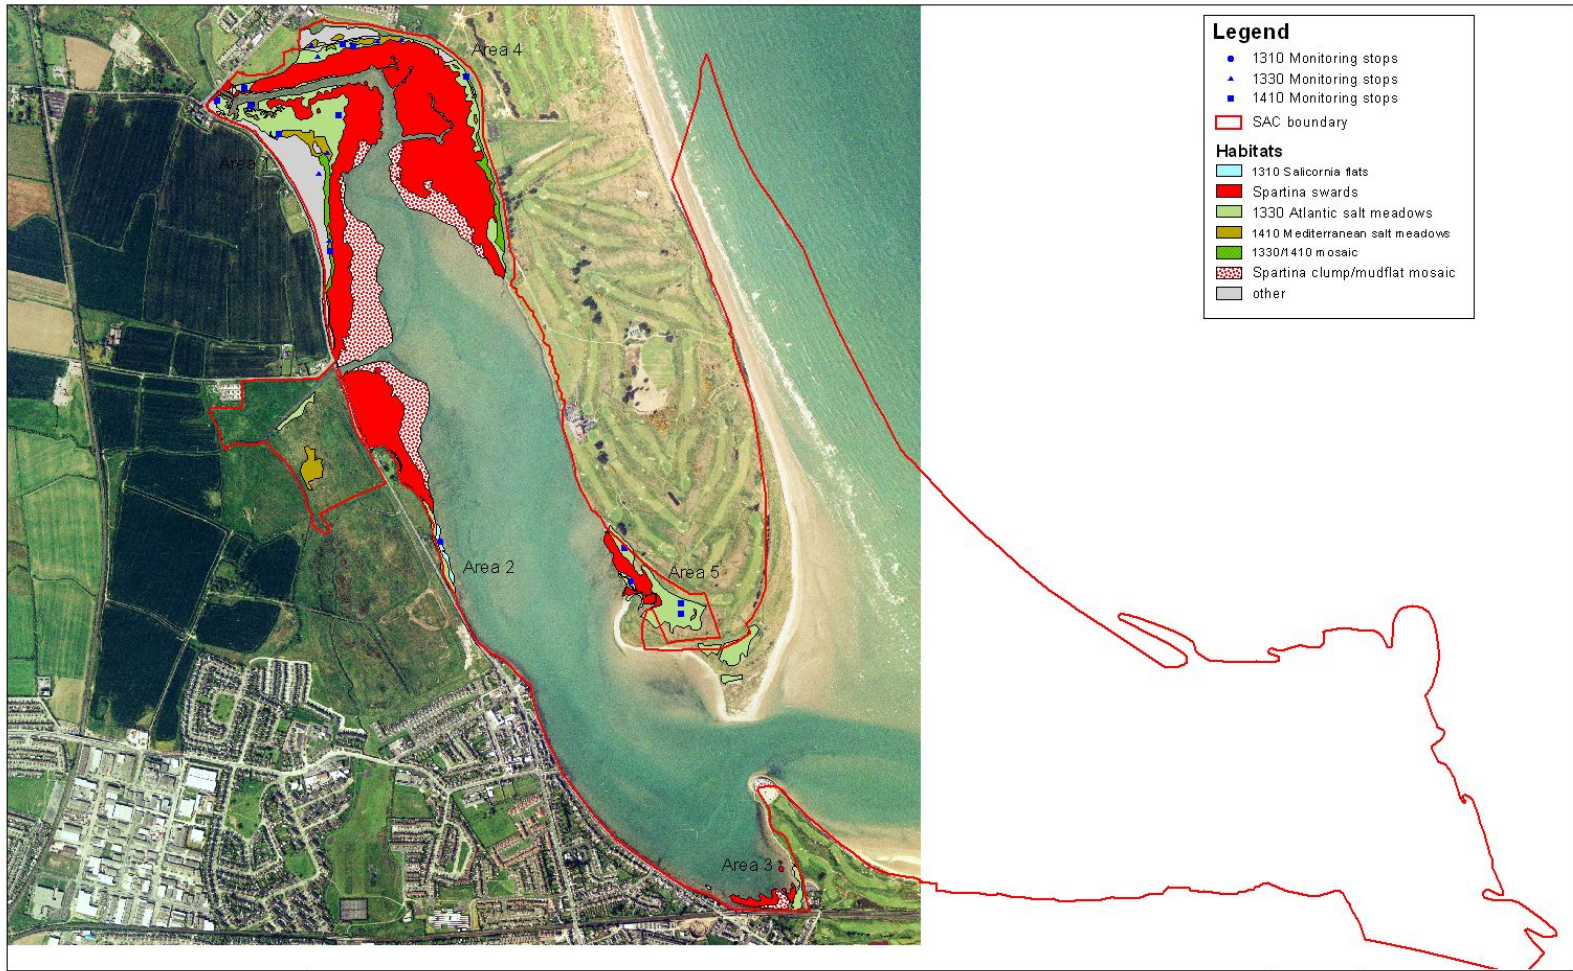 Legend
1310 Monitoring stops
1330 Monitoring stops
1410 Monitoring stops
SAC boundary
Habitats
1310 Salicornia flats
Spartina swards
1330 Atlantic salt meadows
1410 Mediterranean salt meadows
1330/1410 mosaic
Spartina clump/mudflat mosaic
other
Area 4
Area 1
Area 2
Area 5
Area 3